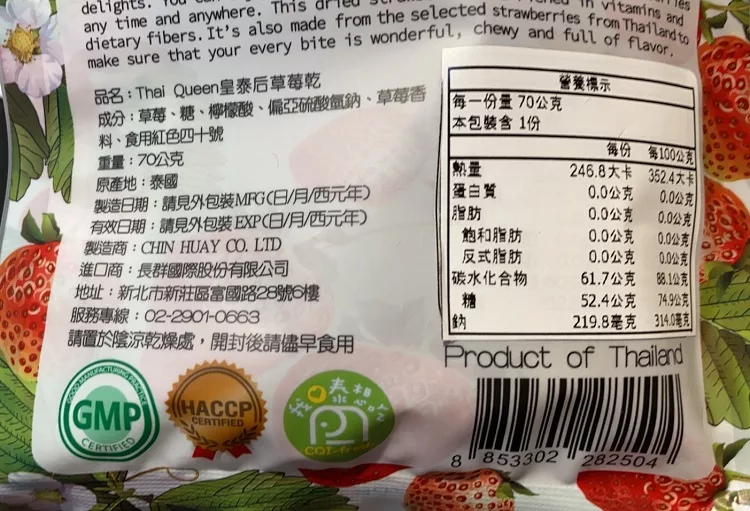 delights. You can
any time and anywhere. This dried
in vitamins and
dietary fibers. It's also made from the selected strawberries from Thailand to
make sure that your every bite is wonderful, chewy and full of flavor.
品名：Thai Queen皇泰后草莓乾
成分：草莓、糖、檸檬酸、偏亞硫酸氫鈉、草莓香
料、食用紅色四十號
重量：70公克
原產地：泰國
製造日期：請見外包裝MFG(日/月/西元年)
有效日期：請見外包裝EXP(日/月/西元年)
製造商：CHIN HUAY CO. LTD
進口商：長群國際股份有限公司
地址：新北市新莊區富國路28號6樓
服務專線：02-2901-0663
請置於陰涼乾燥處，開封後請儘早食用
營養標示
每一份量 70公克
本包裝含 1份
每份 每100公克
熱量 246.8大卡 352.4大卡
蛋白質 0.0公克 0.0公克
脂肪 0.0公克 0.0公克
飽和脂肪 0.0公克 0.0公克
反式脂肪 0.0公克 0.0公克
碳水化合物 61.7公克 88.1公克
糖 52.4公克 74.9公克
鈉 219.8毫克 314.0毫克
Product of Thailand
GOOD MANUFACTURING PRACTICE
GMP
CERTIFIED
HACCP
CERTIFIED
CQI-fresh
8 853302 282504